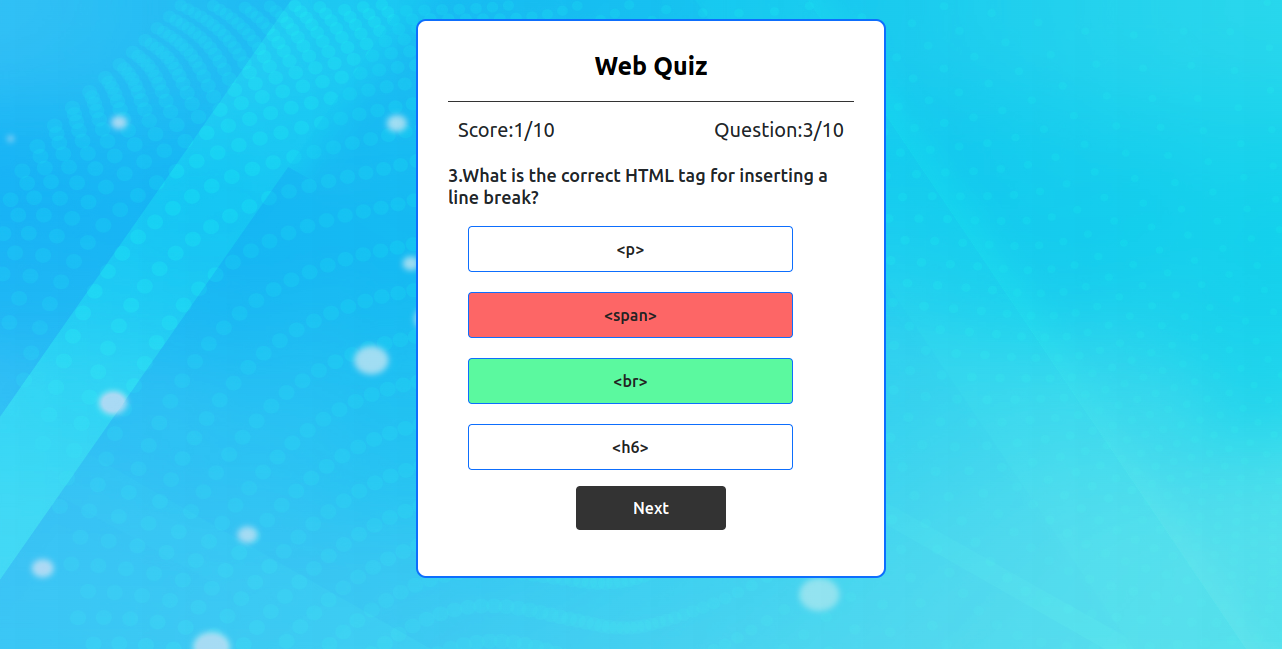 Web Quiz
Score:1/10 Question:3/10
3.What is the correct HTML tag for inserting a
line break?
<p>
<span>
<br>
<h6>
Next